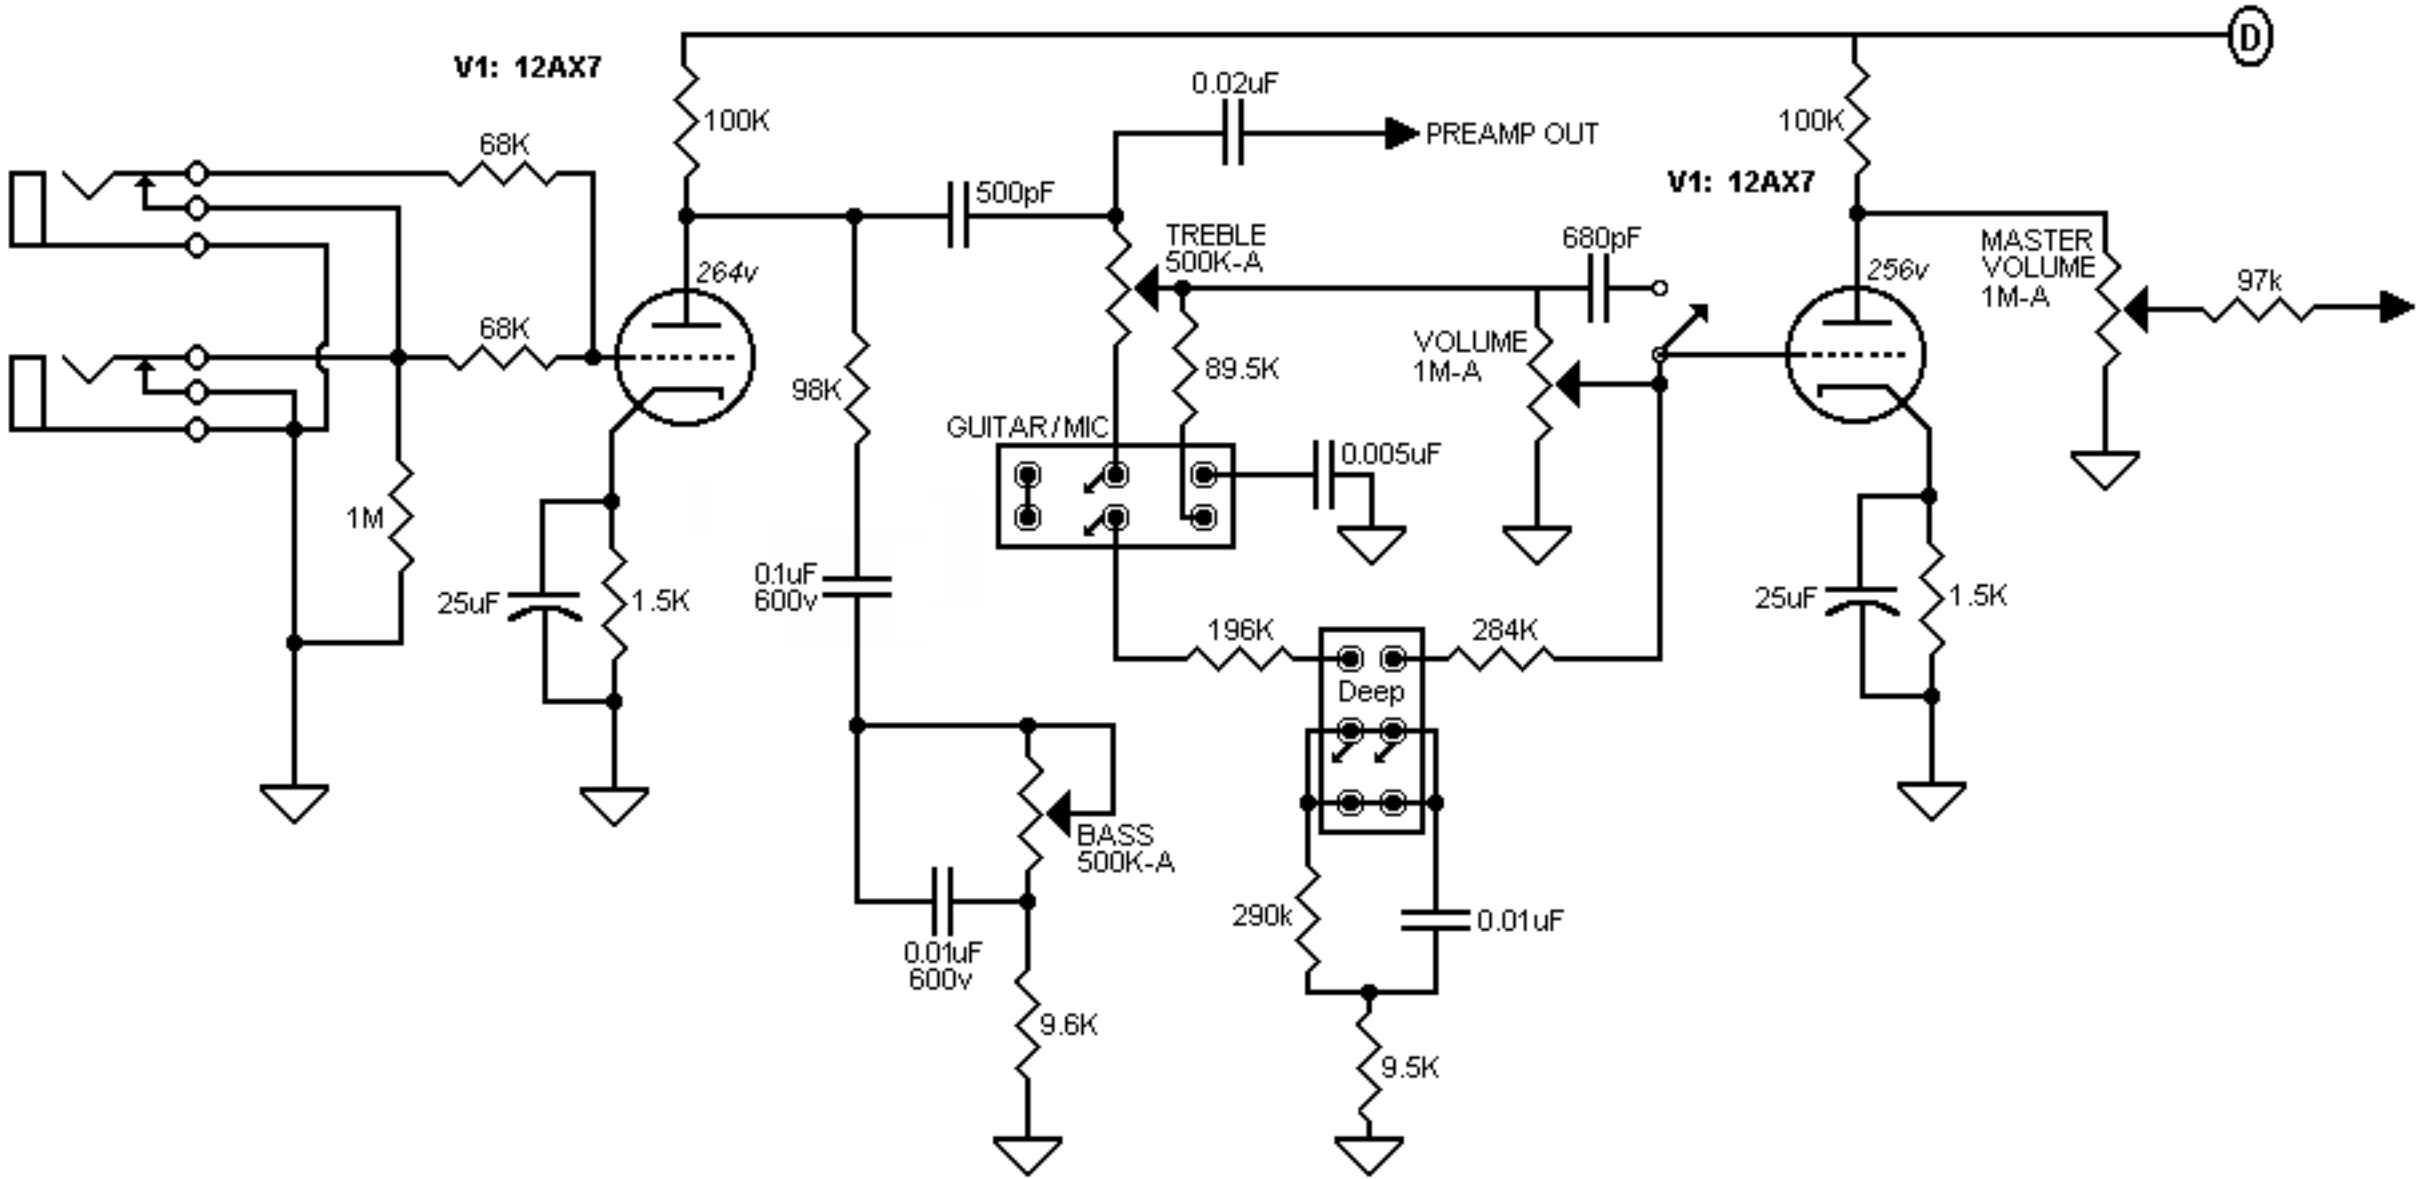 D
V1: 12AX7
0.02uF
100K
100K
PREAMP OUT
68K
V1: 12AX7
500pF
TREBLE
500K-A
680pF
MASTER
VOLUME
1M-A
264v
256v
97k
68K
VOLUME
1M-A
89.5K
98K
GUITAR/MIC
0.005uF
1M
0.1uF
600v
25uF
1.5K
25uF
1.5K
196K
284K
Deep
BASS
500K-A
290k
0.01uF
0.01uF
600v
9.6K
9.5K